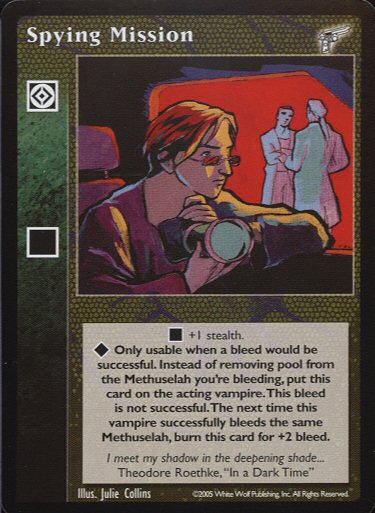 Spying Mission
+1 stealth.
Only usable when a bleed would be
successful. Instead of removing pool from
the Methuselah you're bleeding, put this
card on the acting vampire. This bleed
is not successful. The next time this
vampire successfully bleeds the same
Methuselah, burn this card for +2 bleed.
I meet my shadow in the deepening shade...
Theodore Roethke, "In a Dark Time"
Illus. Julie Collins
©2005 White Wolf Publishing, Inc. All Rights Reserved.